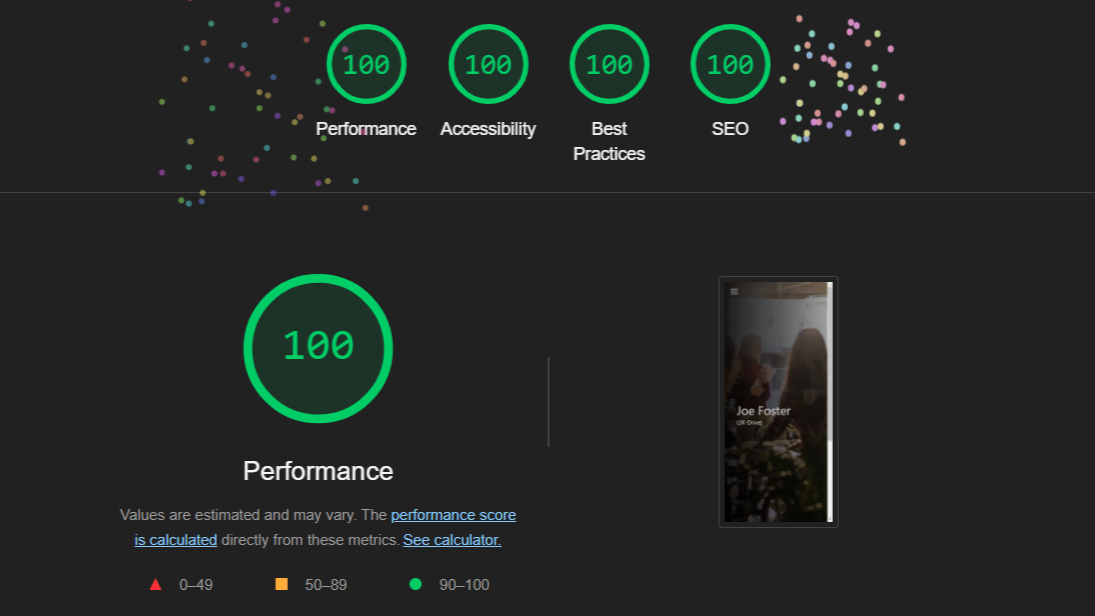 100 100 100 100
Performance Accessibility Best Practices SEO
100
Performance
Values are estimated and may vary. The performance score
is calculated directly from these metrics. See calculator.
0–49 50–89 90–100
Joe Foster
UX-Drive